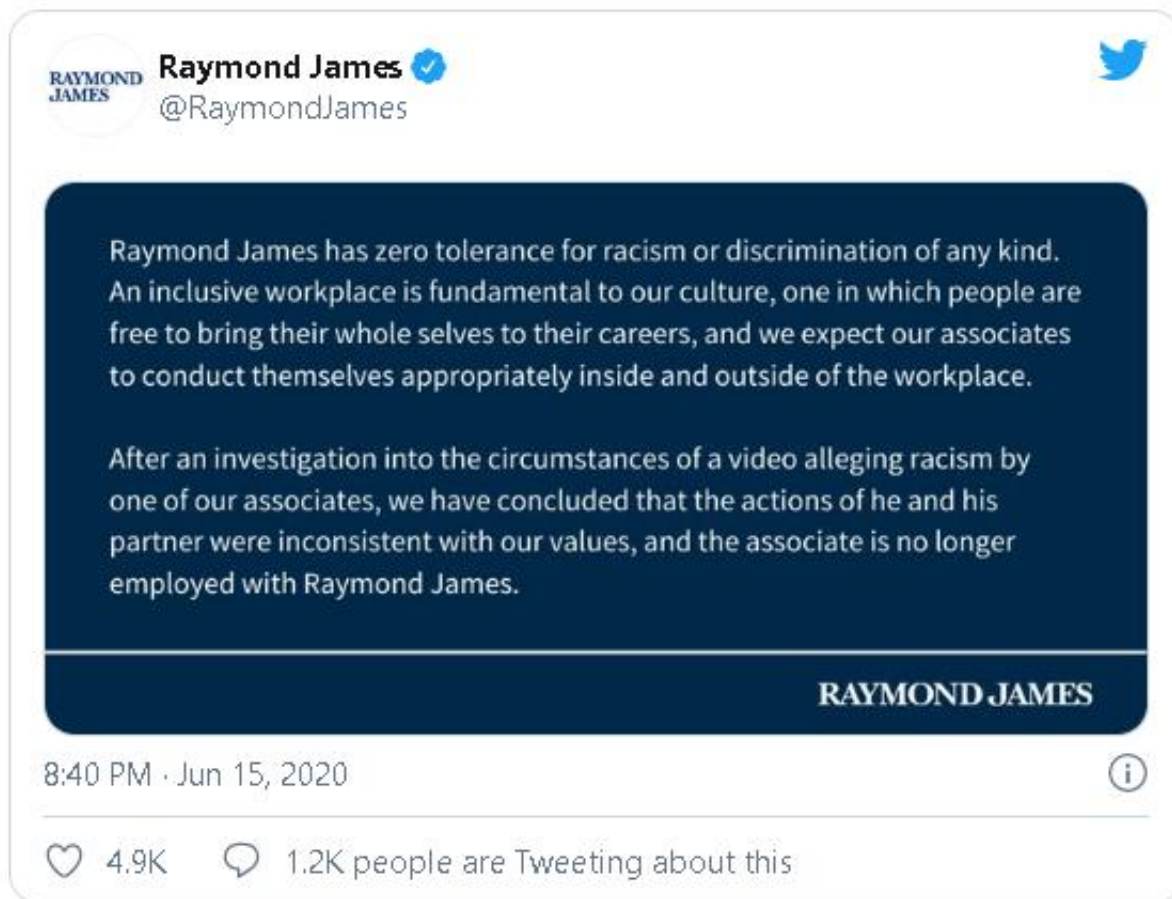 RAYMOND
JAMES
Raymond James
@RaymondJames
Raymond James has zero tolerance for racism or discrimination of any kind.
An inclusive workplace is fundamental to our culture, one in which people are
free to bring their whole selves to their careers, and we expect our associates
to conduct themselves appropriately inside and outside of the workplace.
After an investigation into the circumstances of a video alleging racism by
one of our associates, we have concluded that the actions of he and his
partner were inconsistent with our values, and the associate is no longer
employed with Raymond James.
RAYMOND JAMES
8:40 PM · Jun 15, 2020
4.9K 1.2K people are Tweeting about this